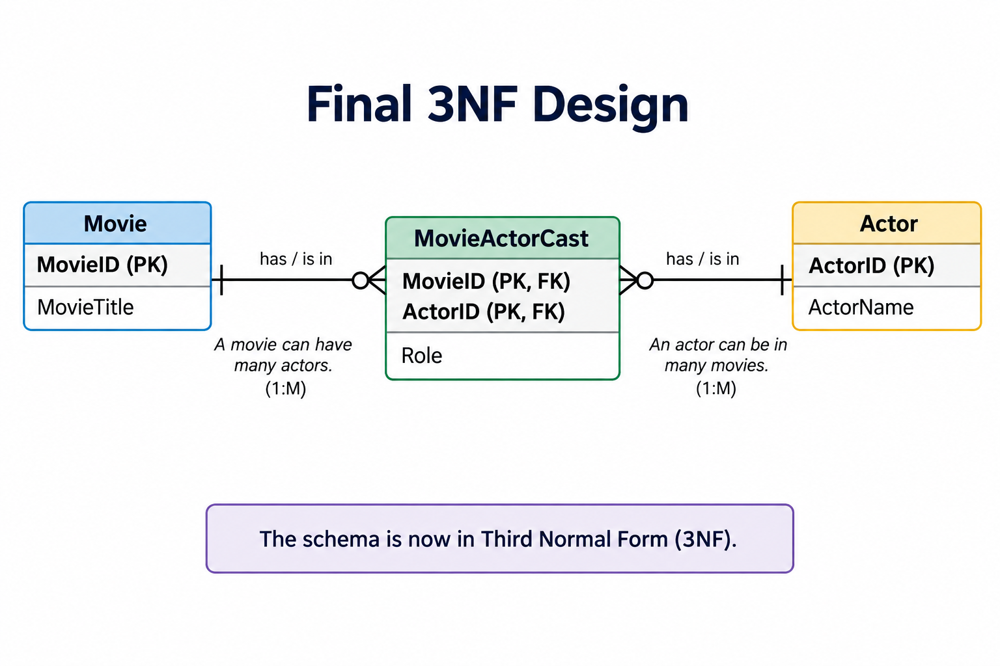 Final 3NF Design
Movie
MovieID (PK)
MovieTitle
has / is in
A movie can have
many actors.
(1:M)
MovieActorCast
MovieID (PK, FK)
ActorID (PK, FK)
Role
has / is in
An actor can be in
many movies.
(1:M)
Actor
ActorID (PK)
ActorName
The schema is now in Third Normal Form (3NF).